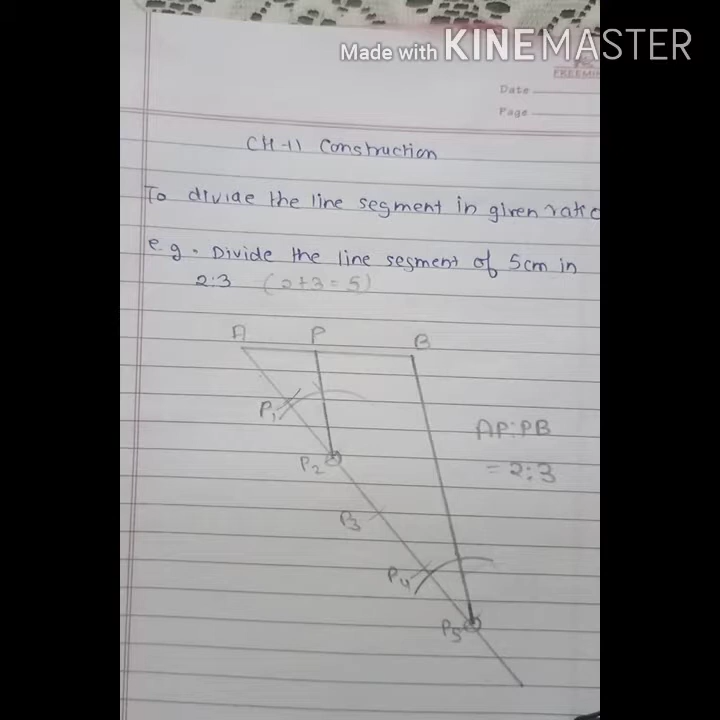 Made with KINEMASTER
Date
Page
CH-11 Construction
To divide the line segment in given ratio
e.g. Divide the line segment of 5cm in
2:3 (2+3=5)
A P B
P1
AP:PB
P2 = 2:3
P3
P4
P5